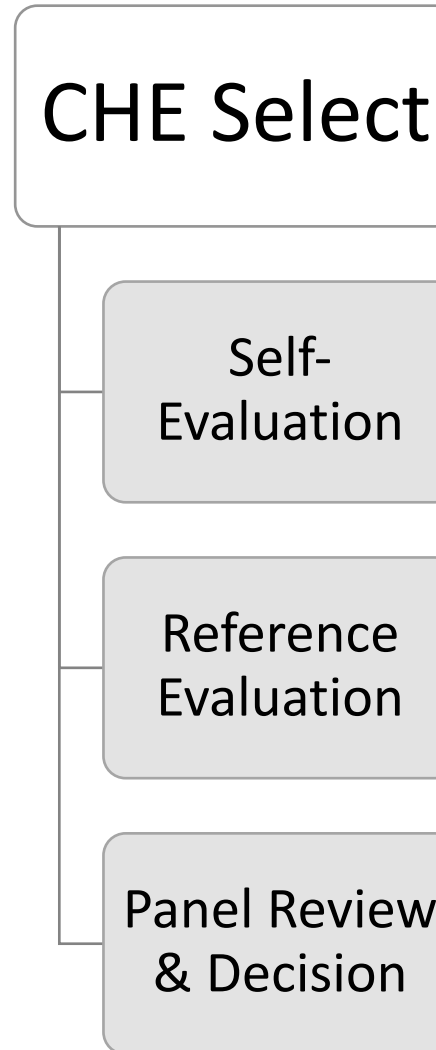 CHE Select
Self-
Evaluation
Reference
Evaluation
Panel Review
& Decision